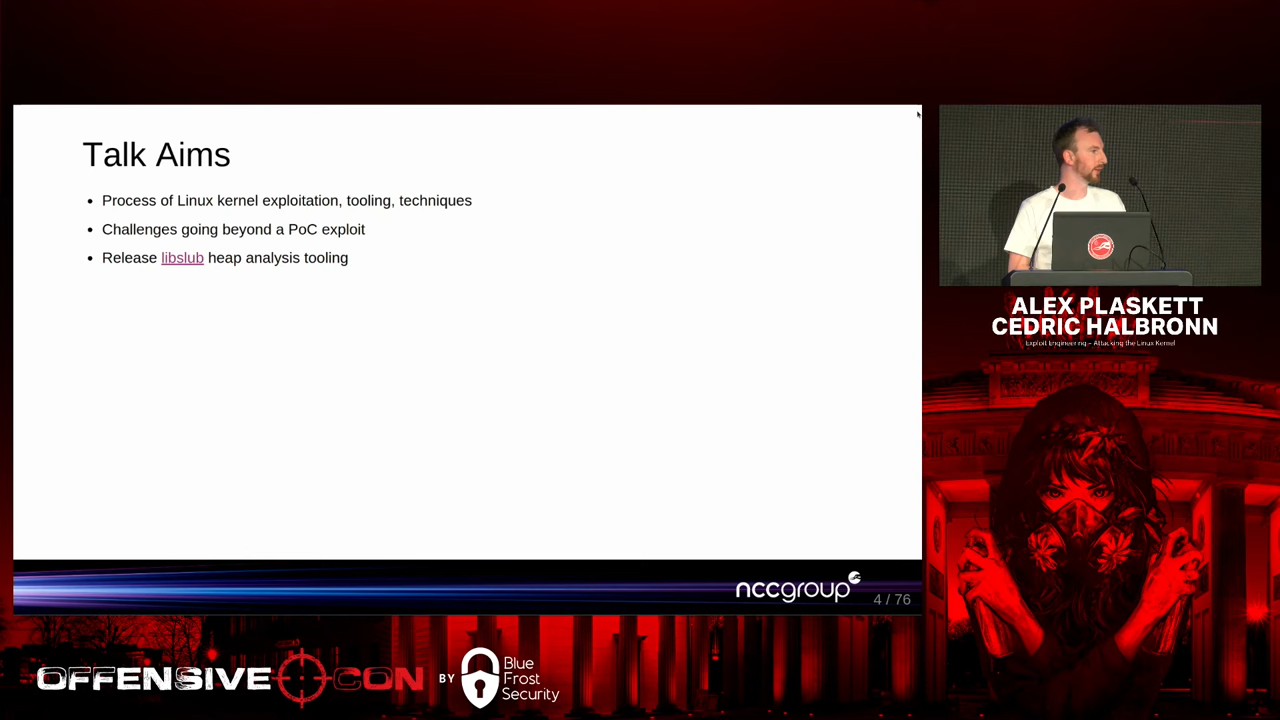 Talk Aims
• Process of Linux kernel exploitation, tooling, techniques
• Challenges going beyond a PoC exploit
• Release libslub heap analysis tooling
nccgroup
4 / 76
ALEX PLASKETT
CEDRIC HALBRONN
Exploit Engineering – Attacking the Linux Kernel
OFFENSIVE CON
BY
Blue
Frost
Security